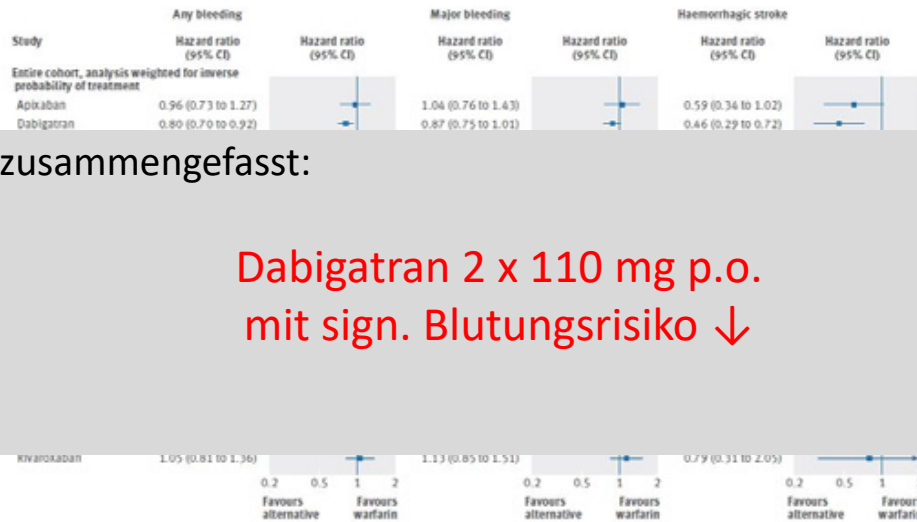 Any bleeding Major bleeding Haemorrhagic stroke
Study Hazard ratio Hazard ratio Hazard ratio Hazard ratio Hazard ratio Hazard ratio
(95% CI) (95% CI) (95% CI) (95% CI) (95% CI) (95% CI)
Entire cohort, analysis weighted for inverse
probability of treatment
Apixaban 0.96 (0.73 to 1.27) 1.04 (0.76 to 1.43) 0.59 (0.34 to 1.02)
Dabigatran 0.80 (0.70 to 0.92) 0.87 (0.75 to 1.01) 0.46 (0.29 to 0.72)
zusammengefasst:
Dabigatran 2 x 110 mg p.o.
mit sign. Blutungsrisiko ↓
Rivaroxaban 1.05 (0.81 to 1.36) 1.13 (0.85 to 1.51) 0.79 (0.31 to 2.05)
0.2 0.5 1 2 0.2 0.5 1 2 0.2 0.5 1
Favours Favours Favours Favours Favours Favours
alternative warfarin alternative warfarin alternative warfarin